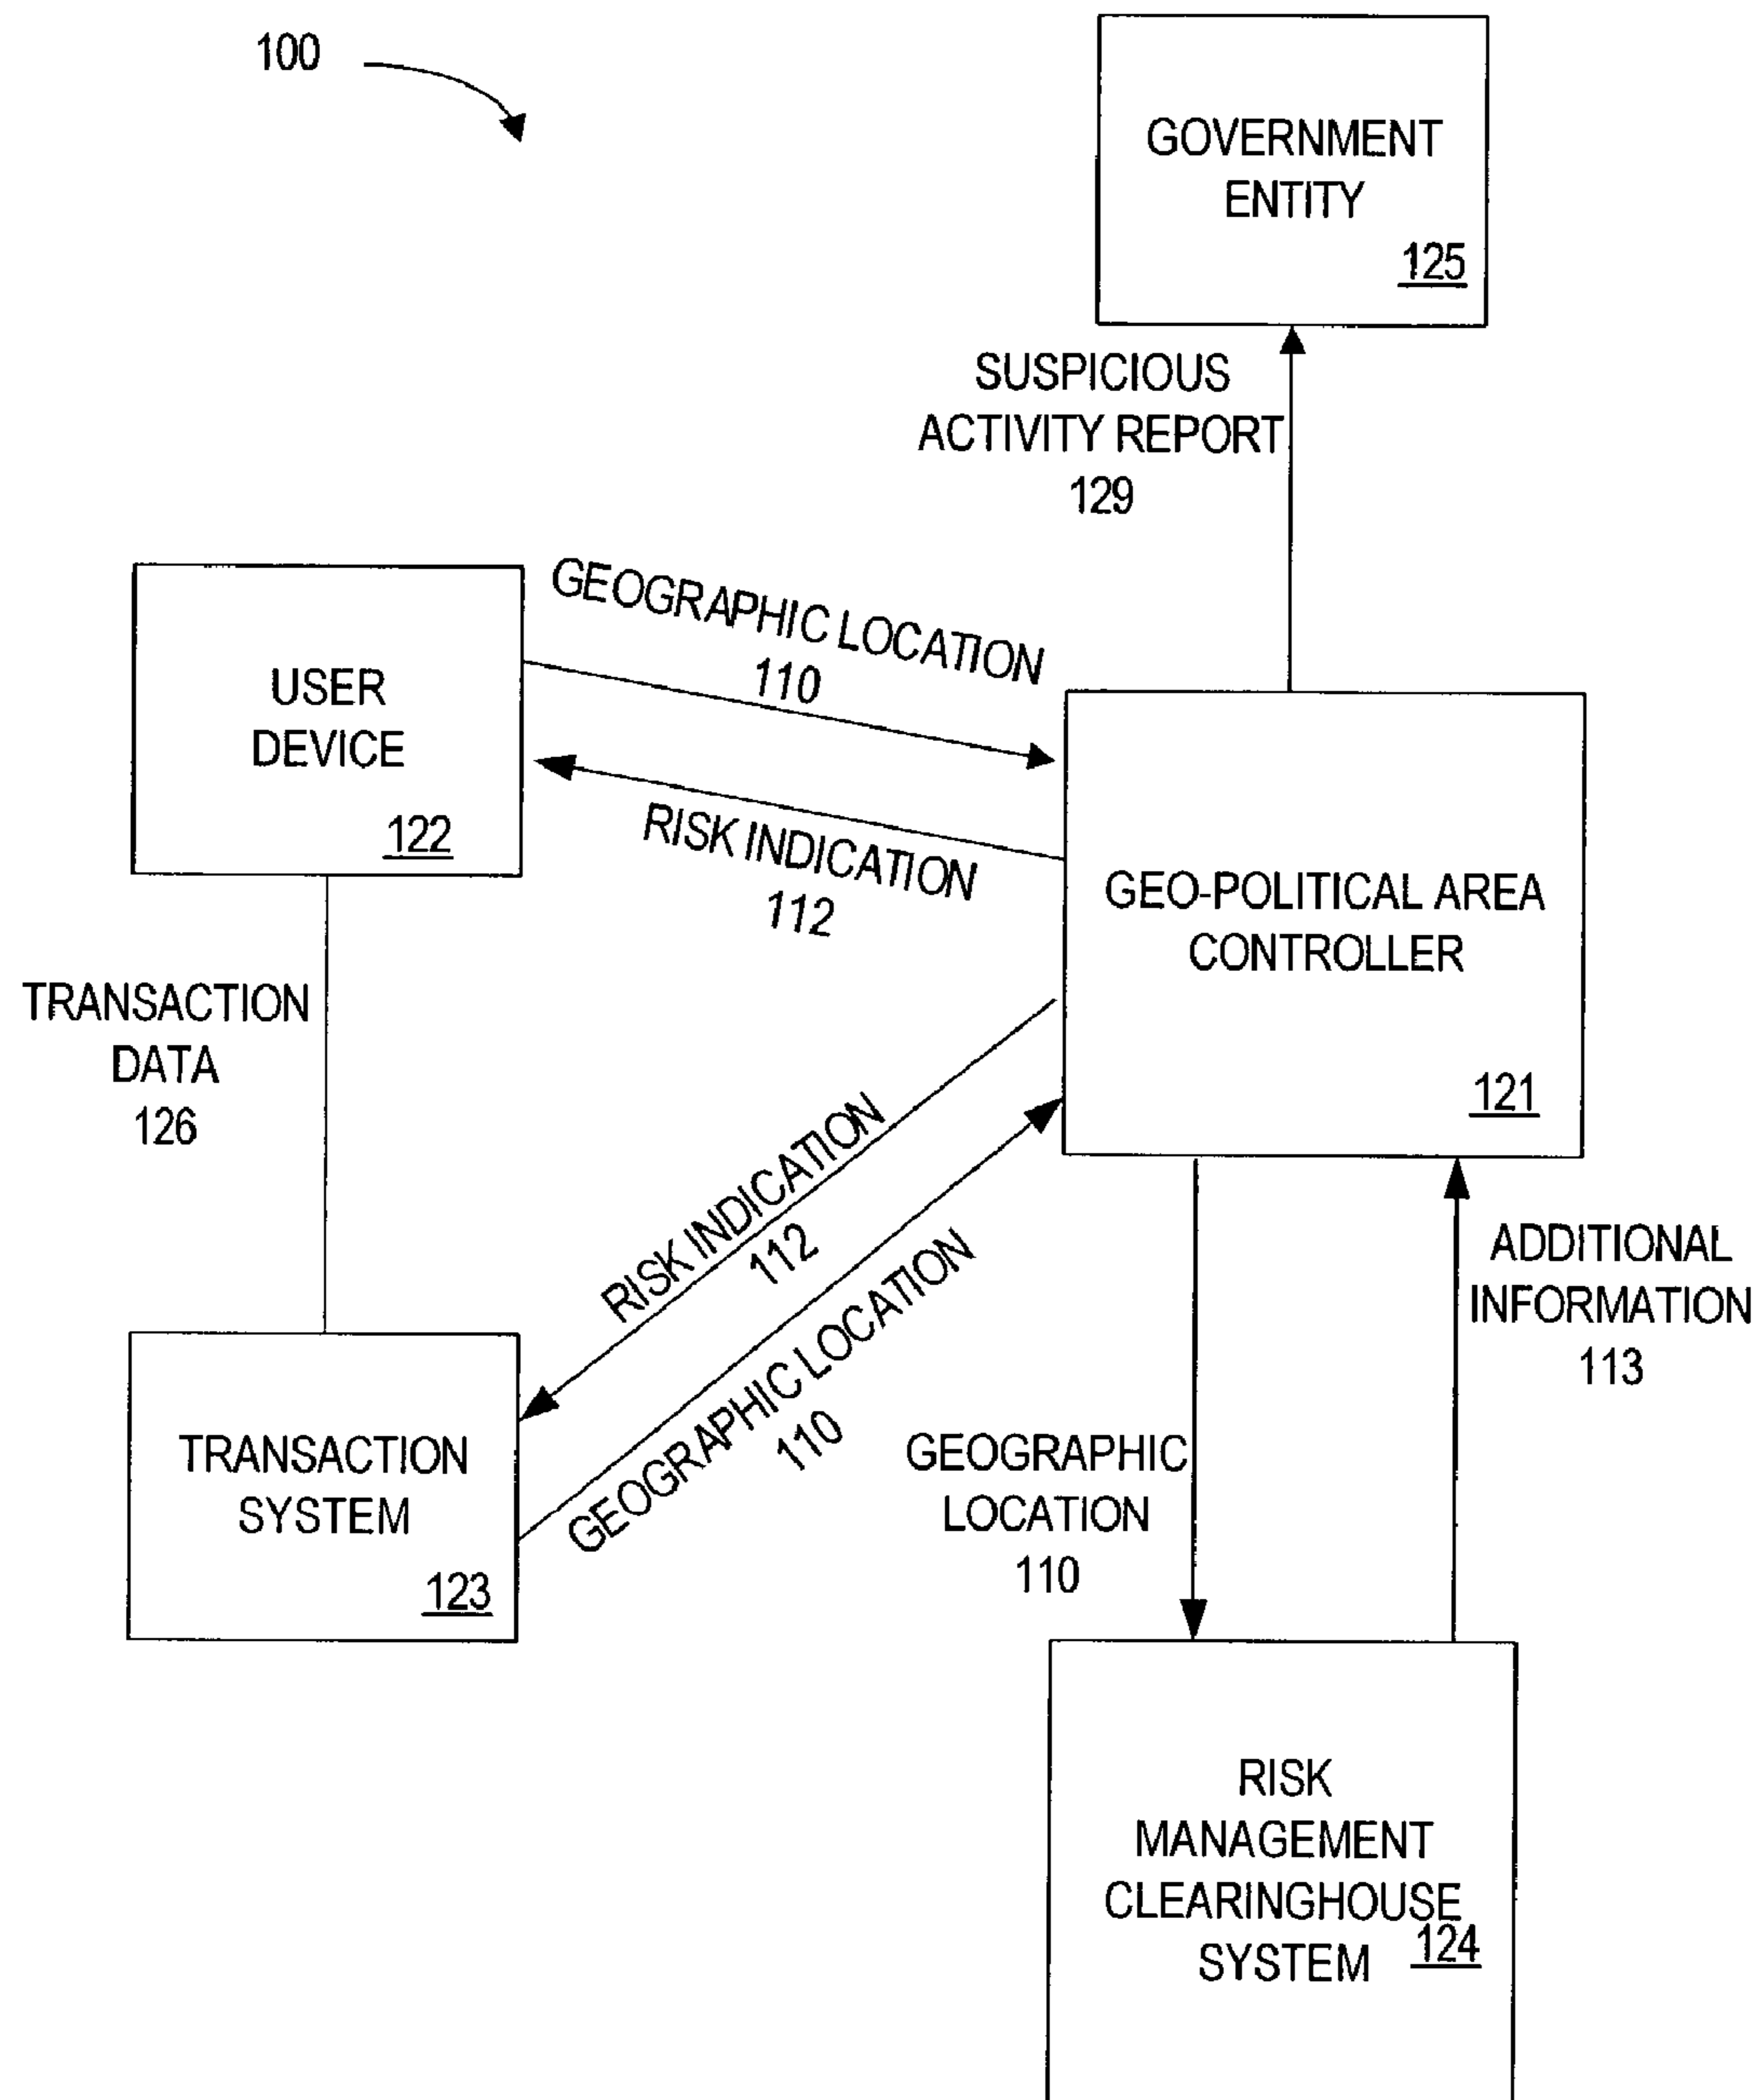 100
GOVERNMENT
ENTITY
125
SUSPICIOUS
ACTIVITY REPORT
129
GEOGRAPHIC LOCATION
110
USER
DEVICE
122
RISK INDICATION
112
GEO-POLITICAL AREA
CONTROLLER
121
TRANSACTION
DATA
126
RISK INDICATION
112
GEOGRAPHIC LOCATION
110
ADDITIONAL
INFORMATION
113
TRANSACTION
SYSTEM
123
GEOGRAPHIC
LOCATION
110
RISK
MANAGEMENT
CLEARINGHOUSE
SYSTEM
124